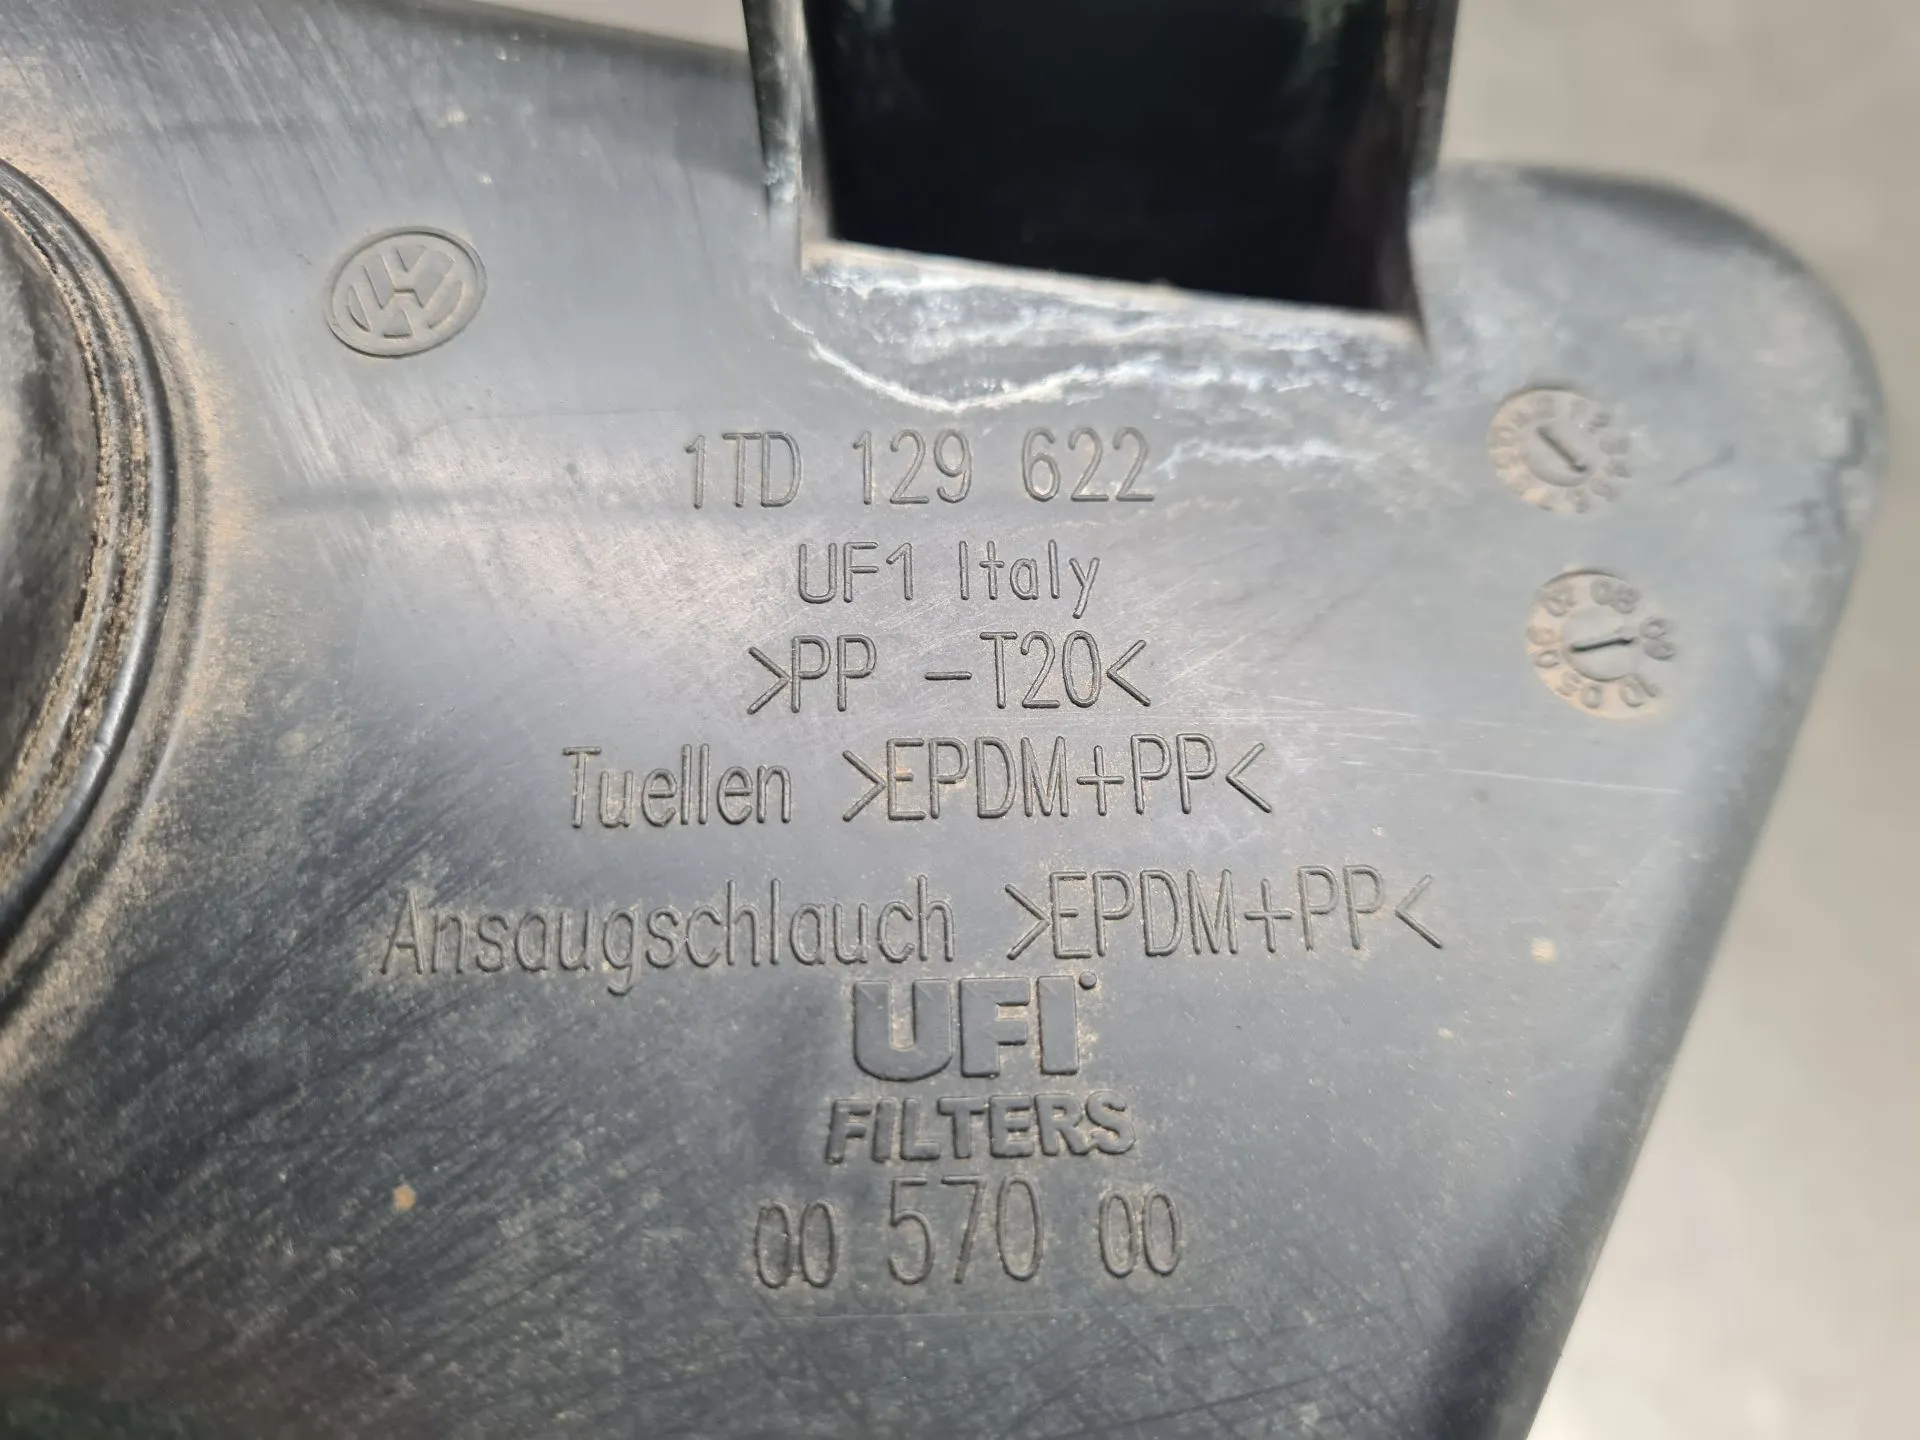 1TD 129 622
UF1 Italy
>PP -T20<
Tuellen >EPDM+PP<
Ansaugschlauch >EPDM+PP<
UFI
FILTERS
00 570 00